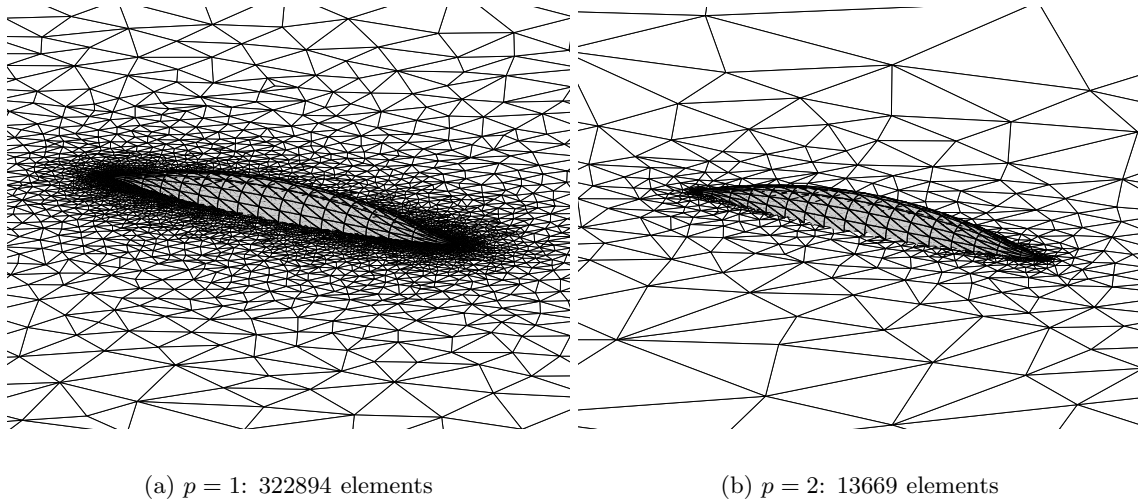 (a) p = 1: 322894 elements
(b) p = 2: 13669 elements